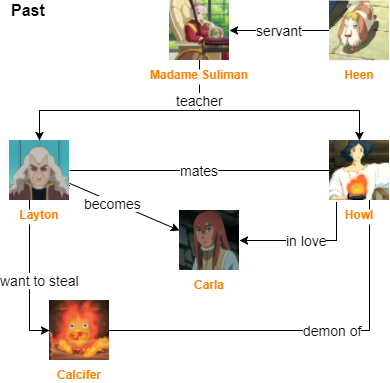 Past
servant
Madame Suliman
Heen
teacher
mates
Layton
Howl
becomes
in love
Carla
want to steal
demon of
Calcifer